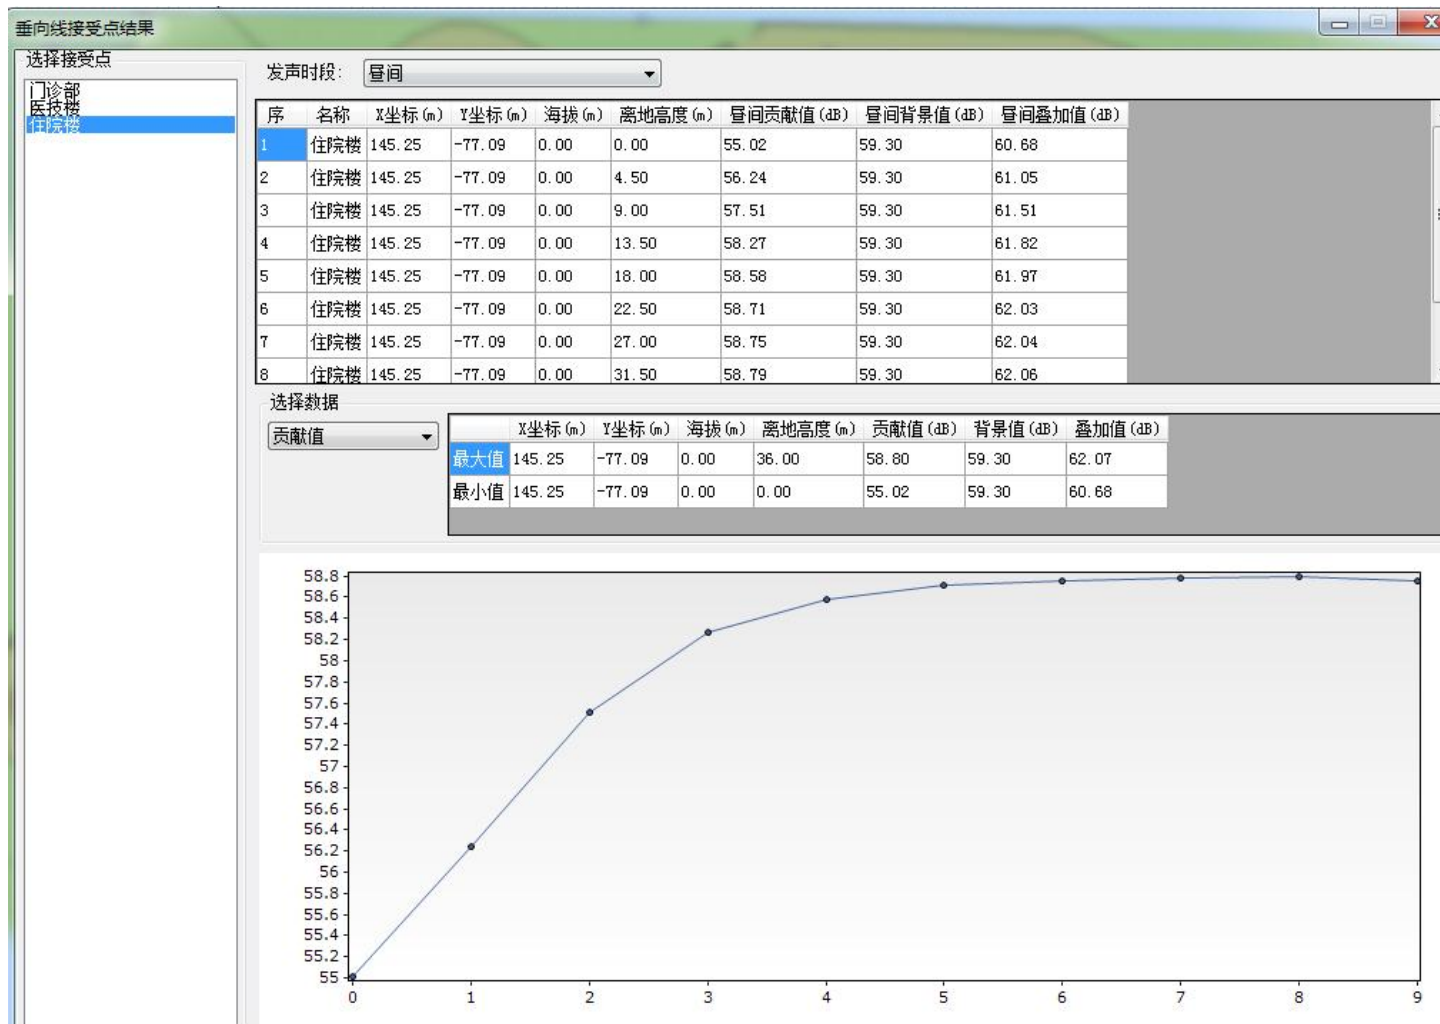 垂向线接受点结果
选择接受点
门诊部
医技楼
住院楼
发声时段: 昼间
序 名称 X坐标(m) Y坐标(m) 海拔(m) 离地高度(m) 昼间贡献值(dB) 昼间背景值(dB) 昼间叠加值(dB)
1 住院楼 145.25 -77.09 0.00 0.00 55.02 59.30 60.68
2 住院楼 145.25 -77.09 0.00 4.50 56.24 59.30 61.05
3 住院楼 145.25 -77.09 0.00 9.00 57.51 59.30 61.51
4 住院楼 145.25 -77.09 0.00 13.50 58.27 59.30 61.82
5 住院楼 145.25 -77.09 0.00 18.00 58.58 59.30 61.97
6 住院楼 145.25 -77.09 0.00 22.50 58.71 59.30 62.03
7 住院楼 145.25 -77.09 0.00 27.00 58.75 59.30 62.04
8 住院楼 145.25 -77.09 0.00 31.50 58.79 59.30 62.06
选择数据
贡献值
X坐标(m) Y坐标(m) 海拔(m) 离地高度(m) 贡献值(dB) 背景值(dB) 叠加值(dB)
最大值 145.25 -77.09 0.00 36.00 58.80 59.30 62.07
最小值 145.25 -77.09 0.00 0.00 55.02 59.30 60.68
58.8
58.6
58.4
58.2
58
57.8
57.6
57.4
57.2
57
56.8
56.6
56.4
56.2
56
55.8
55.6
55.4
55.2
55
0 1 2 3 4 5 6 7 8 9